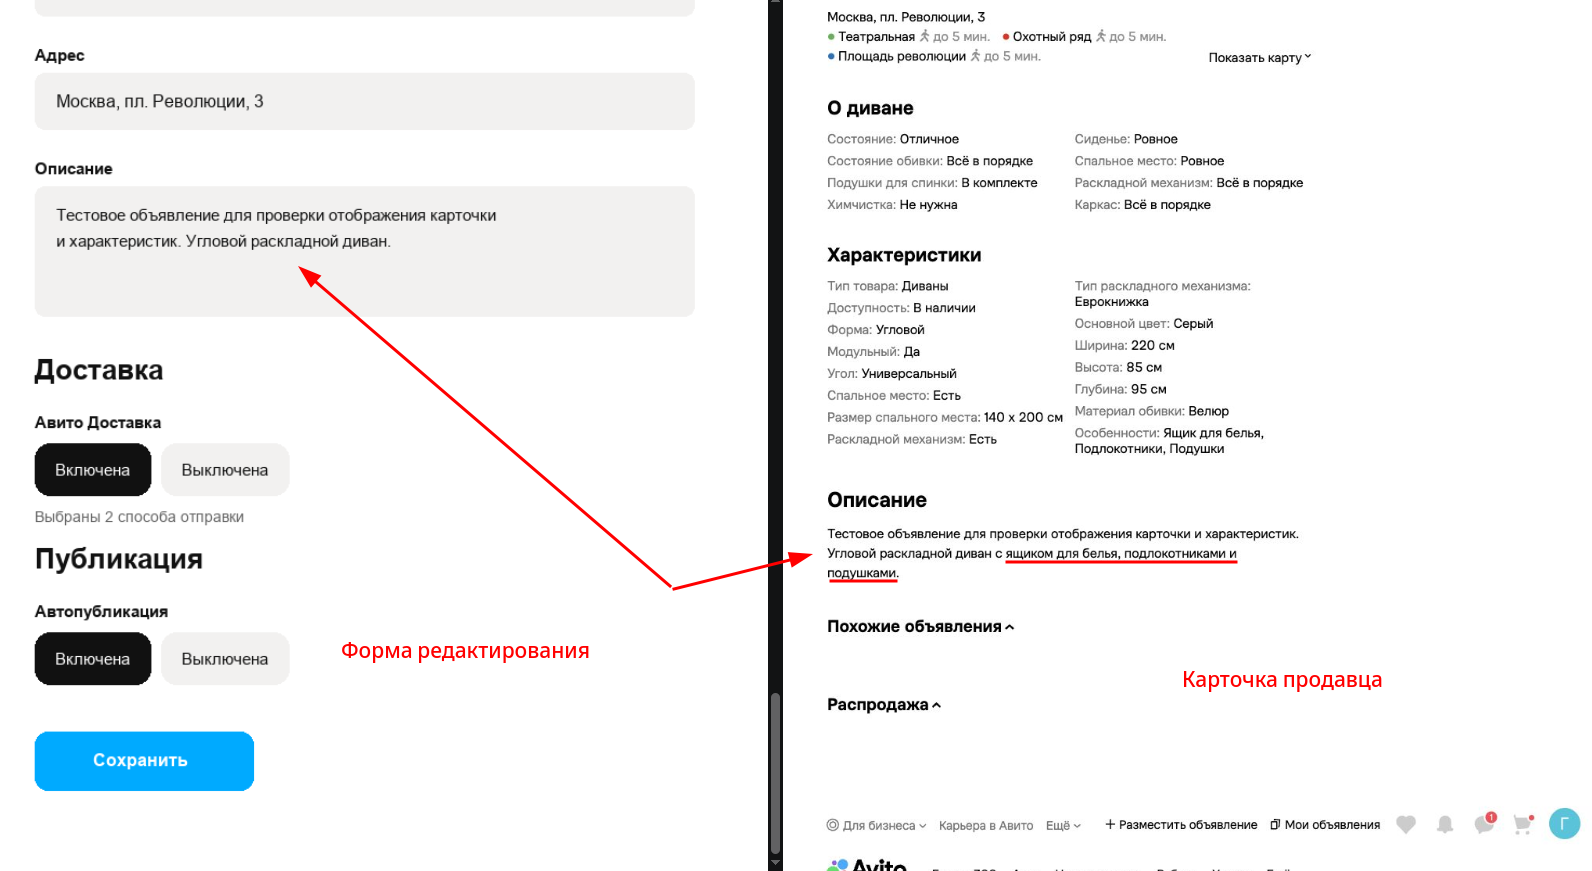 Адрес
Москва, пл. Революции, 3
Описание
Тестовое объявление для проверки отображения карточки
и характеристик. Угловой раскладной диван.
Доставка
Авито Доставка
Включена Выключена
Выбраны 2 способа отправки
Публикация
Автопубликация
Включена Выключена
Форма редактирования
Сохранить
Москва, пл. Революции, 3
Театральная до 5 мин. Охотный ряд до 5 мин.
Площадь революции до 5 мин.
Показать карту
О диване
Состояние: Отличное
Состояние обивки: Всё в порядке
Подушки для спинки: В комплекте
Химчистка: Не нужна
Сиденье: Ровное
Спальное место: Ровное
Раскладной механизм: Всё в порядке
Каркас: Всё в порядке
Характеристики
Тип товара: Диваны
Доступность: В наличии
Форма: Угловой
Модульный: Да
Угол: Универсальный
Спальное место: Есть
Размер спального места: 140 x 200 см
Раскладной механизм: Есть
Тип раскладного механизма:
Еврокнижка
Основной цвет: Серый
Ширина: 220 см
Высота: 85 см
Глубина: 95 см
Материал обивки: Велюр
Особенности: Ящик для белья,
Подлокотники, Подушки
Описание
Тестовое объявление для проверки отображения карточки и характеристик.
Угловой раскладной диван с ящиком для белья, подлокотниками и
подушками.
Похожие объявления
Карточка продавца
Распродажа
Для бизнеса Карьера в Авито Ещё + Разместить объявление Мои объявления 1 Г
Avito